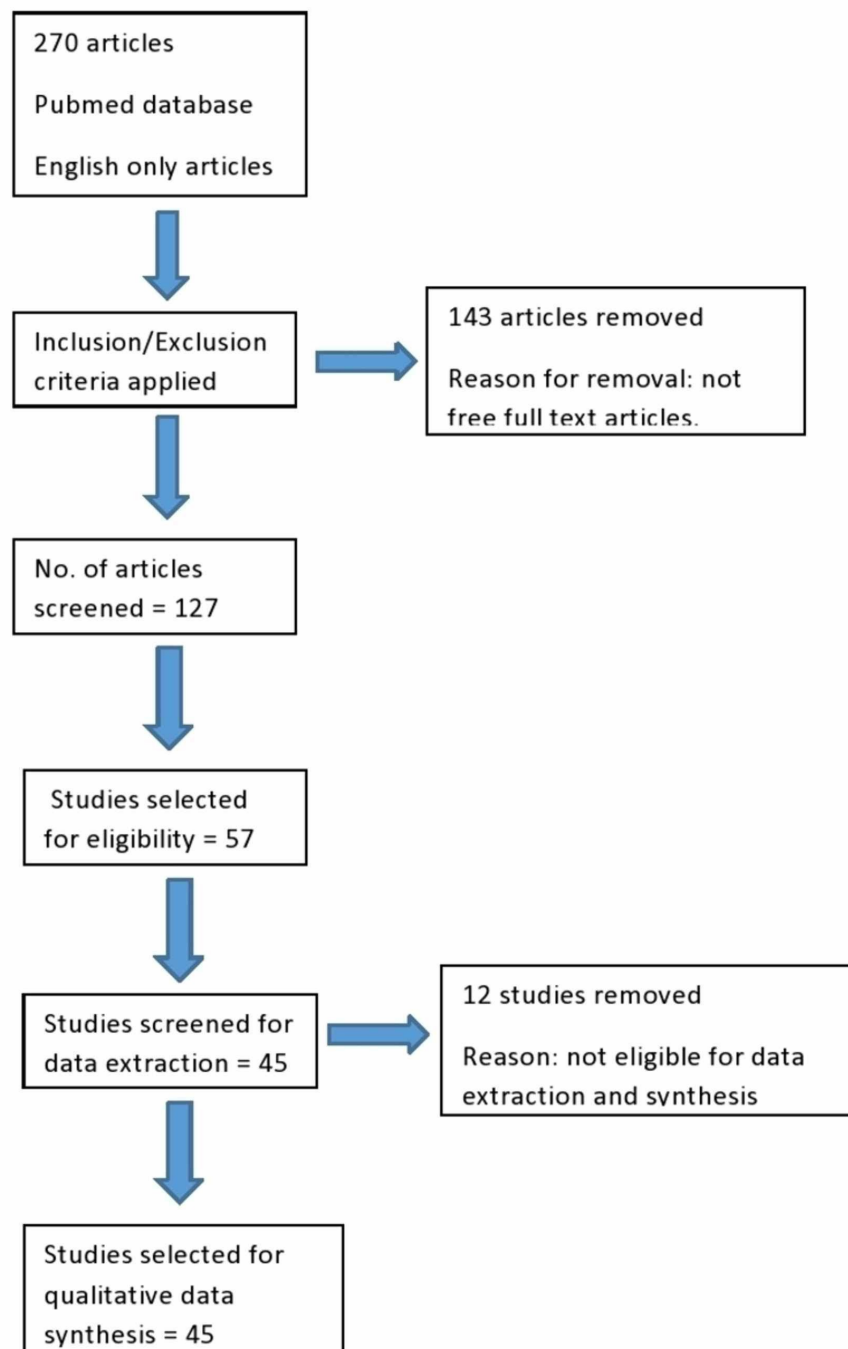 270 articles
Pubmed database
English only articles
Inclusion/Exclusion
criteria applied
143 articles removed
Reason for removal: not
free full text articles.
No. of articles
screened = 127
Studies selected
for eligibility = 57
Studies screened for
data extraction = 45
12 studies removed
Reason: not eligible for data
extraction and synthesis
Studies selected for
qualitative data
synthesis = 45